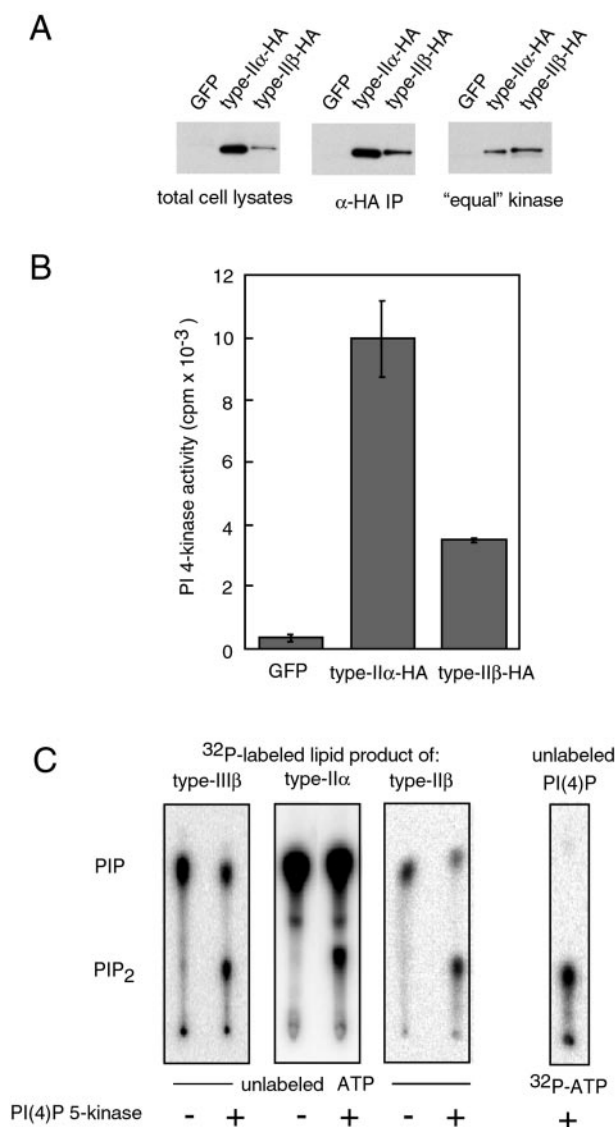 A
GFP type-IIα-HA type-IIβ-HA GFP type-IIα-HA type-IIβ-HA GFP type-IIα-HA type-IIβ-HA
total cell lysates α-HA IP "equal" kinase
B
PI 4-kinase activity (cpm x 10⁻³)
12
10
8
6
4
2
0
GFP type-IIα-HA type-IIβ-HA
C
³²P-labeled lipid product of: unlabeled
type-IIIβ type-IIα type-IIβ PI(4)P
PIP
PIP₂
unlabeled ATP ³²P-ATP
PI(4)P 5-kinase - + - + - + +